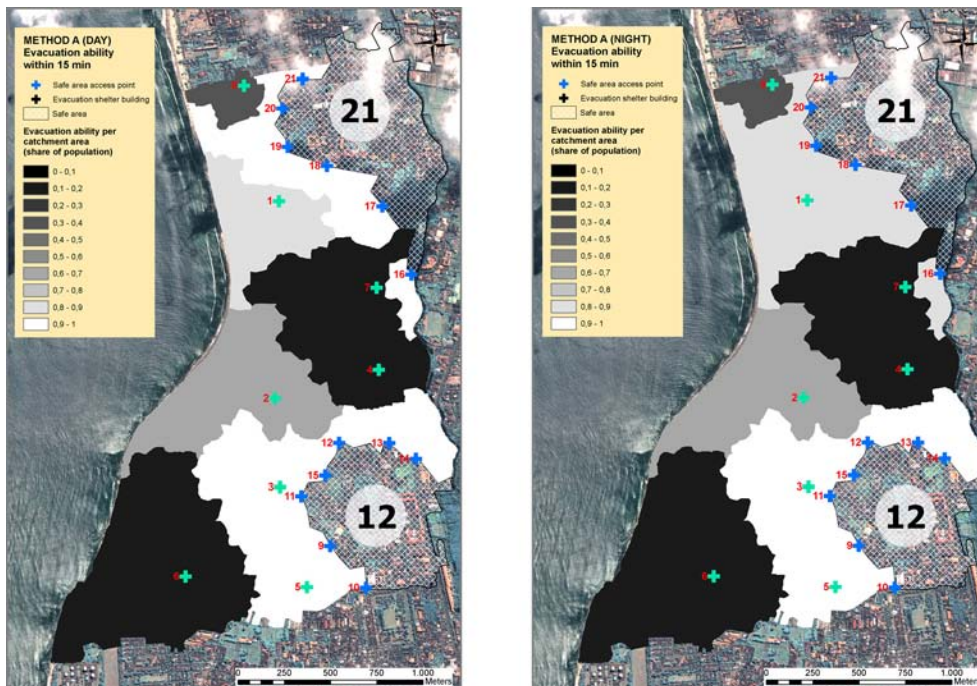 METHOD A (DAY)
Evacuation ability
within 15 min
Safe area access point
Evacuation shelter building
Safe area
Evacuation ability per
catchment area
(share of population)
0 - 0,1
0,1 - 0,2
0,2 - 0,3
0,3 - 0,4
0,4 - 0,5
0,5 - 0,6
0,6 - 0,7
0,7 - 0,8
0,8 - 0,9
0,9 - 1
21
20
21
19
18
1
17
16
7
4
2
12
13
14
15
3
11
12
9
6
5
10
0 250 500 750 1.000
Meters
METHOD A (NIGHT)
Evacuation ability
within 15 min
Safe area access point
Evacuation shelter building
Safe area
Evacuation ability per
catchment area
(share of population)
0 - 0,1
0,1 - 0,2
0,2 - 0,3
0,3 - 0,4
0,4 - 0,5
0,5 - 0,6
0,6 - 0,7
0,7 - 0,8
0,8 - 0,9
0,9 - 1
21
20
21
19
18
1
17
16
7
4
2
12
13
14
15
3
11
12
9
6
5
10
0 250 500 750 1.000
Meters